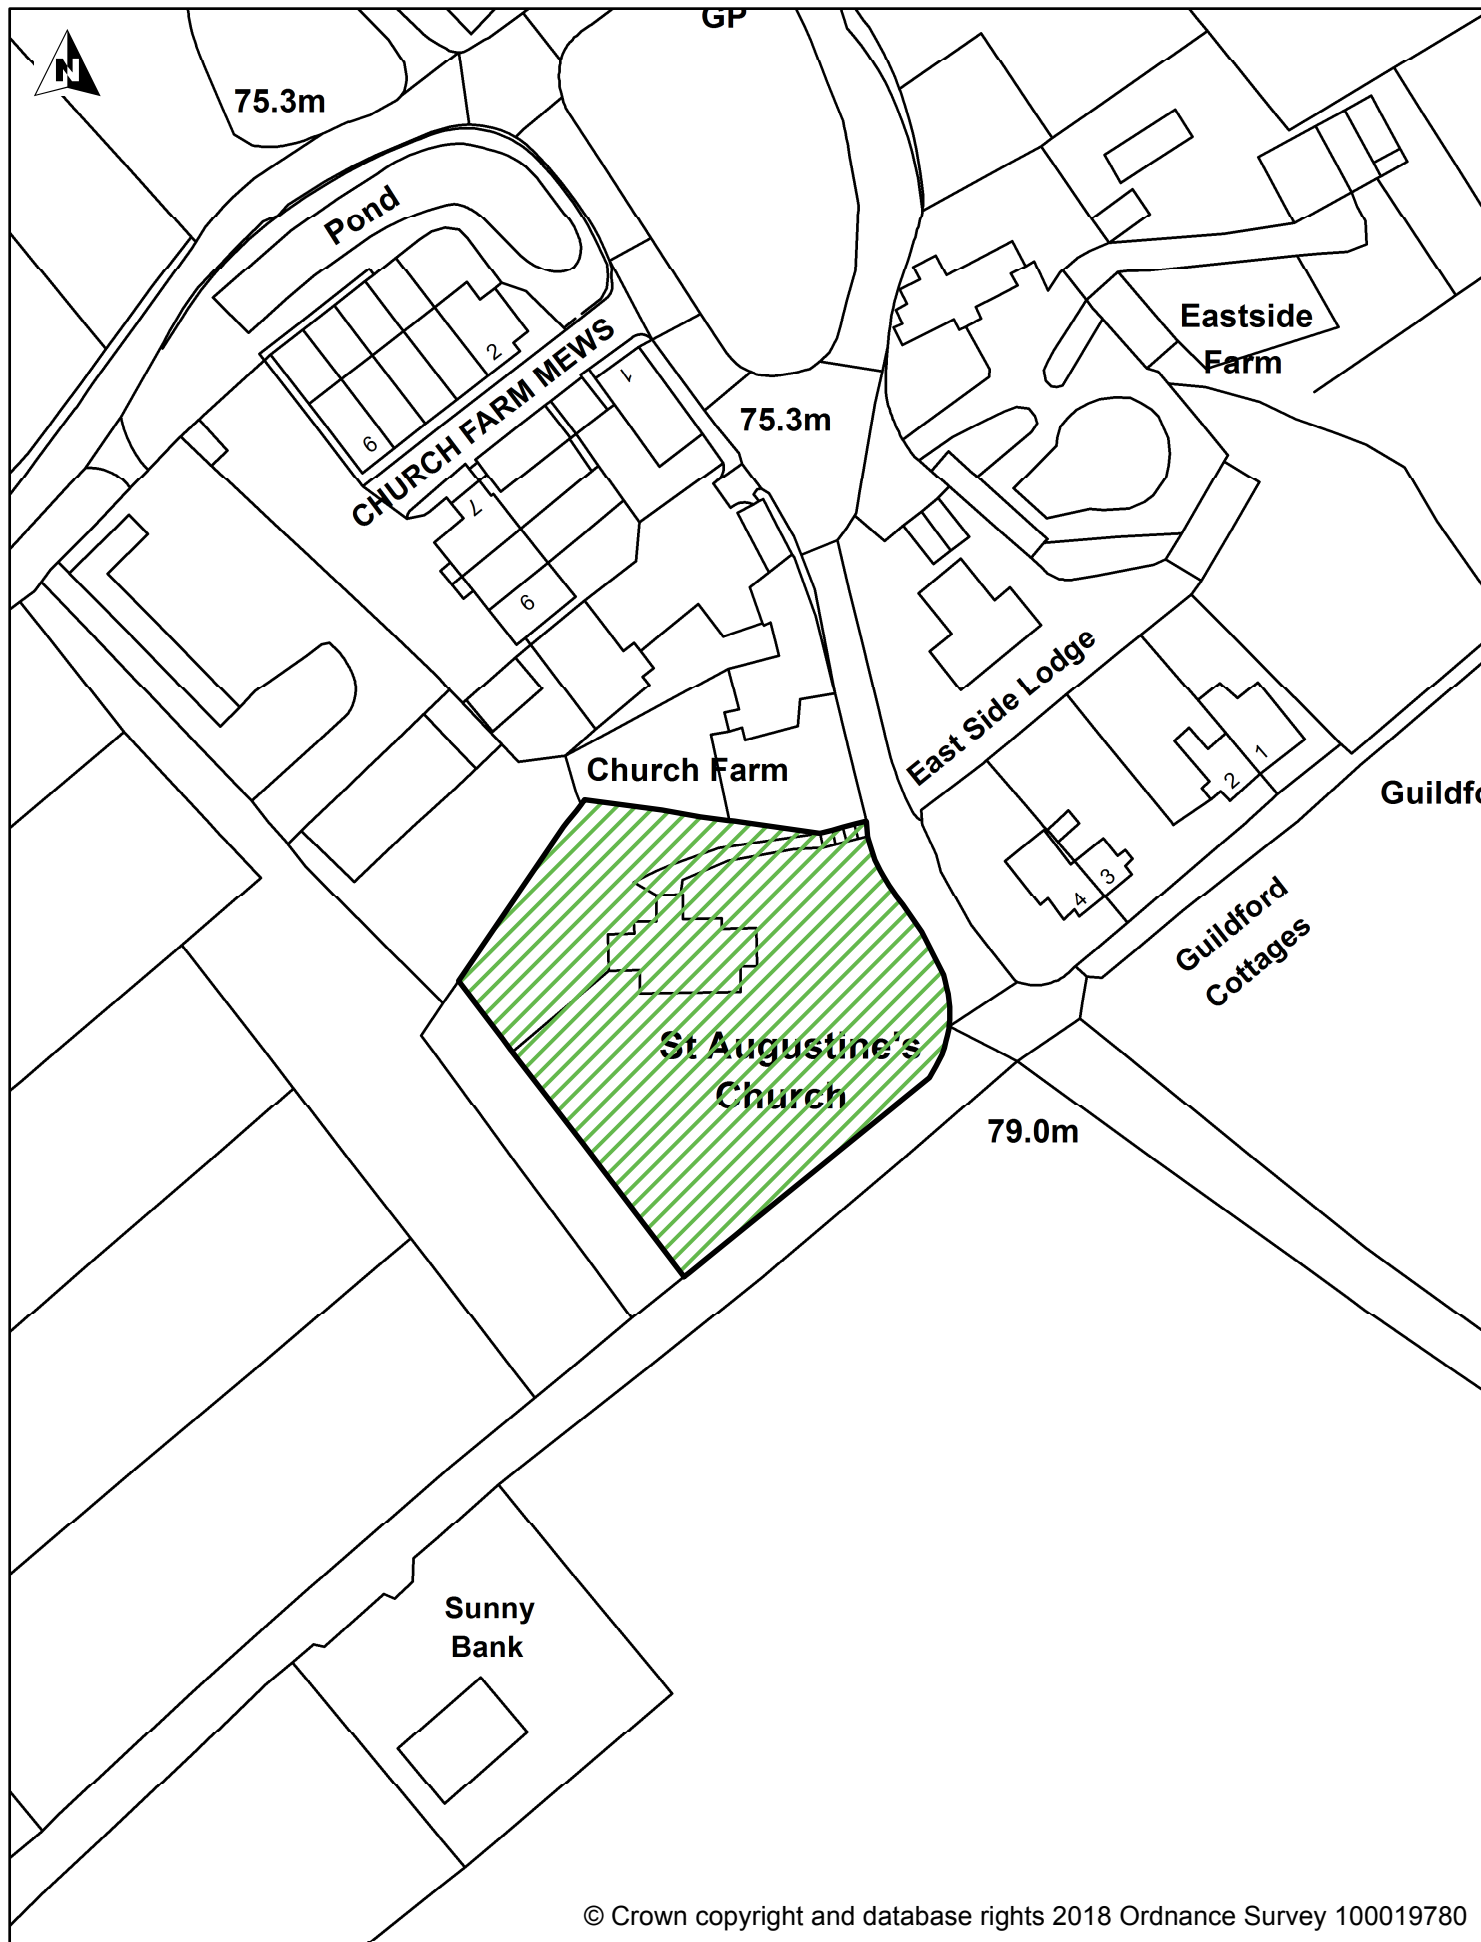 GP
N
75.3m
Pond
Eastside
Farm
2
CHURCH FARM MEWS
1
75.3m
6
7
9
East Side Lodge
1
2
Church Farm
Guildfo
3
4
Guildford
Cottages
St Augustine's
Church
79.0m
Sunny
Bank
© Crown copyright and database rights 2018 Ordnance Survey 100019780